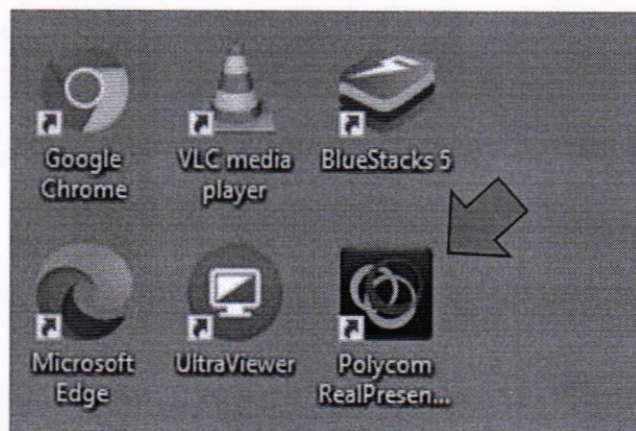 Google
Chrome
VLC media
player
BlueStacks 5
Microsoft
Edge
UltraViewer
Polycom
RealPresen...